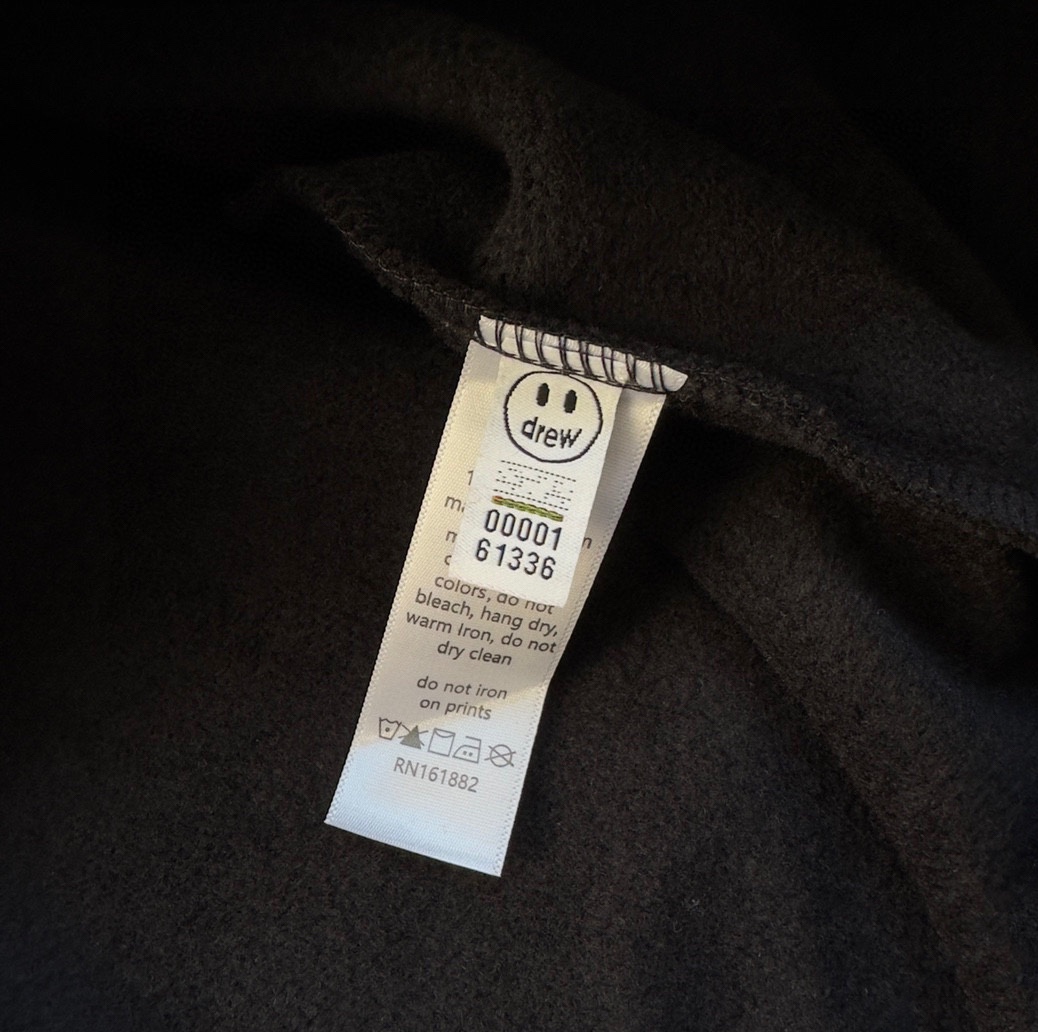 drew
00001
61336
colors, do not
bleach, hang dry,
warm Iron, do not
dry clean
do not iron
on prints
RN161882